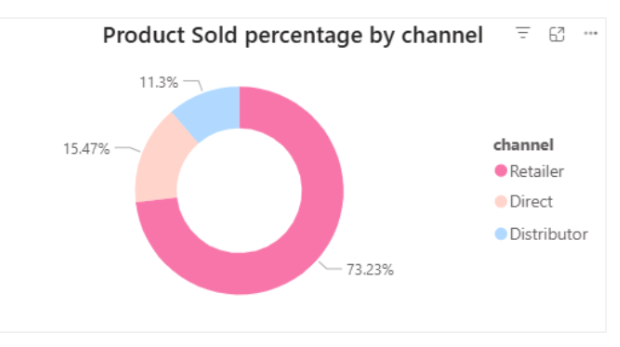 Product Sold percentage by channel
11.3%
15.47%
73.23%
channel
Retailer
Direct
Distributor